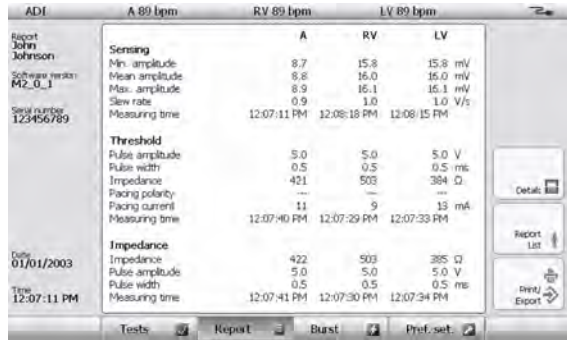 ADI A 89 bpm RV 89 bpm LV 89 bpm
Report
John
Johnson
Software version
M2_0_1
Serial number
123456789
Date
01/01/2003
Time
12:07:11 PM
A RV LV
Sensing
Min. amplitude 8.7 15.8 15.8 mV
Mean amplitude 8.8 16.0 16.0 mV
Max. amplitude 8.9 16.1 16.1 mV
Slew rate 0.9 1.0 1.0 V/s
Measuring time 12:07:11 PM 12:08:18 PM 12:08:15 PM
Threshold
Pulse amplitude 5.0 5.0 5.0 V
Pulse width 0.5 0.5 0.5 ms
Impedance 421 503 384 Ω
Pacing polarity --- --- ---
Pacing current 11 9 13 mA
Measuring time 12:07:40 PM 12:07:29 PM 12:07:33 PM
Impedance
Impedance 422 503 385 Ω
Pulse amplitude 5.0 5.0 5.0 V
Pulse width 0.5 0.5 0.5 ms
Measuring time 12:07:41 PM 12:07:30 PM 12:07:34 PM
Details
Report
List
Print/
Export
Tests Report Burst Pref. set.